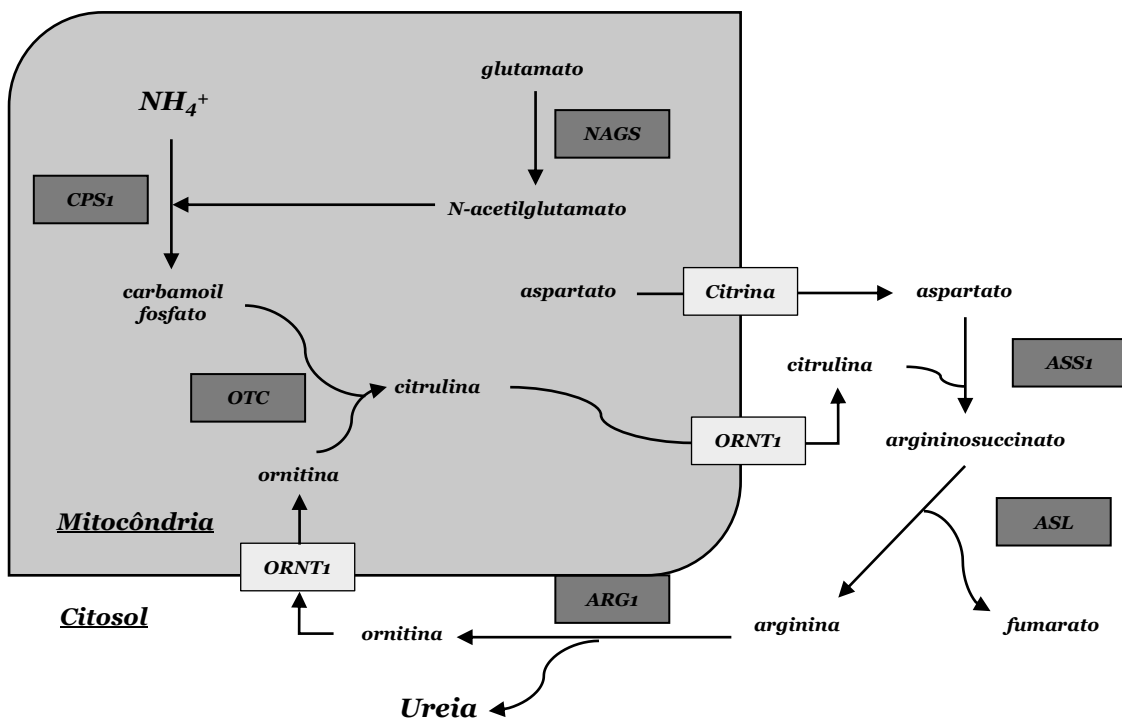 glutamato
NH₄⁺
NAGS
CPS1
N-acetilglutamato
carbamoil
fosfato
aspartato
Citrina
aspartato
citrulina
ASS1
OTC
citrulina
ORNT1
argininosuccinato
ornitina
Mitocôndria
ASL
ORNT1
ARG1
Citosol
ornitina
arginina
fumarato
Ureia